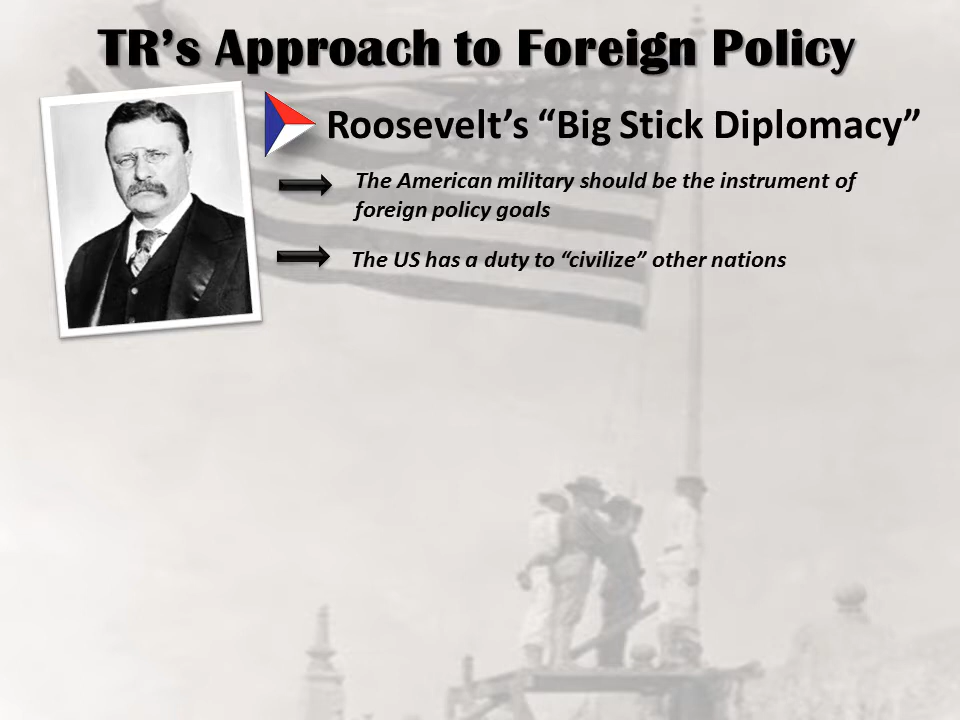 TR’s Approach to Foreign Policy
Roosevelt’s “Big Stick Diplomacy”
The American military should be the instrument of
foreign policy goals
The US has a duty to “civilize” other nations